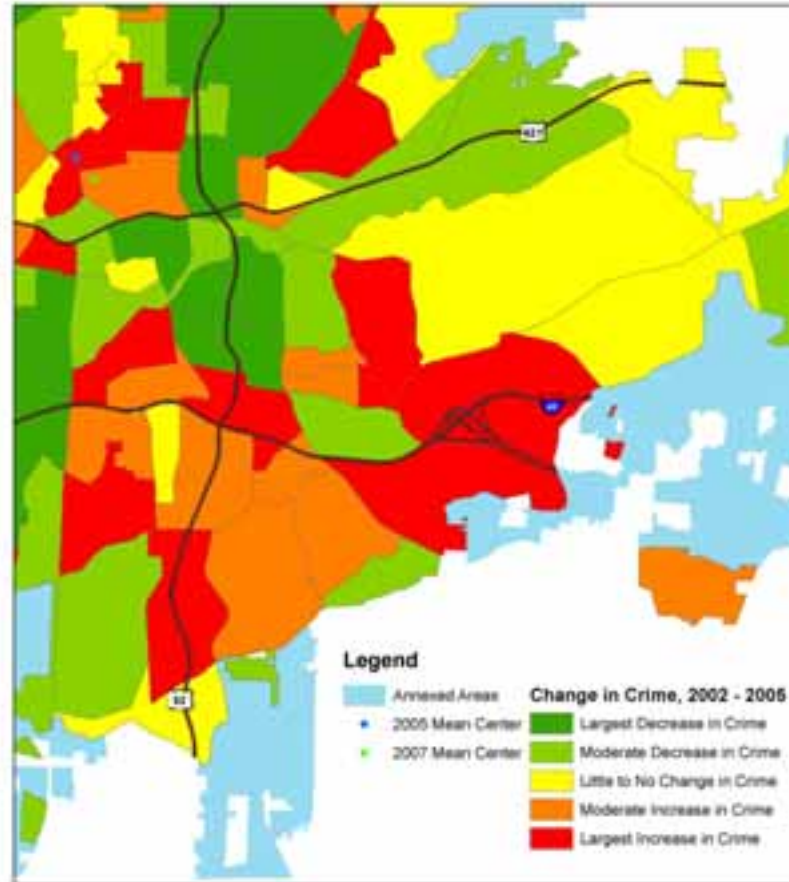 421
40
52
Legend
Annexed Areas
2005 Mean Center
2007 Mean Center
Change in Crime, 2002 - 2005
Largest Decrease in Crime
Moderate Decrease in Crime
Little to No Change in Crime
Moderate Increase in Crime
Largest Increase in Crime